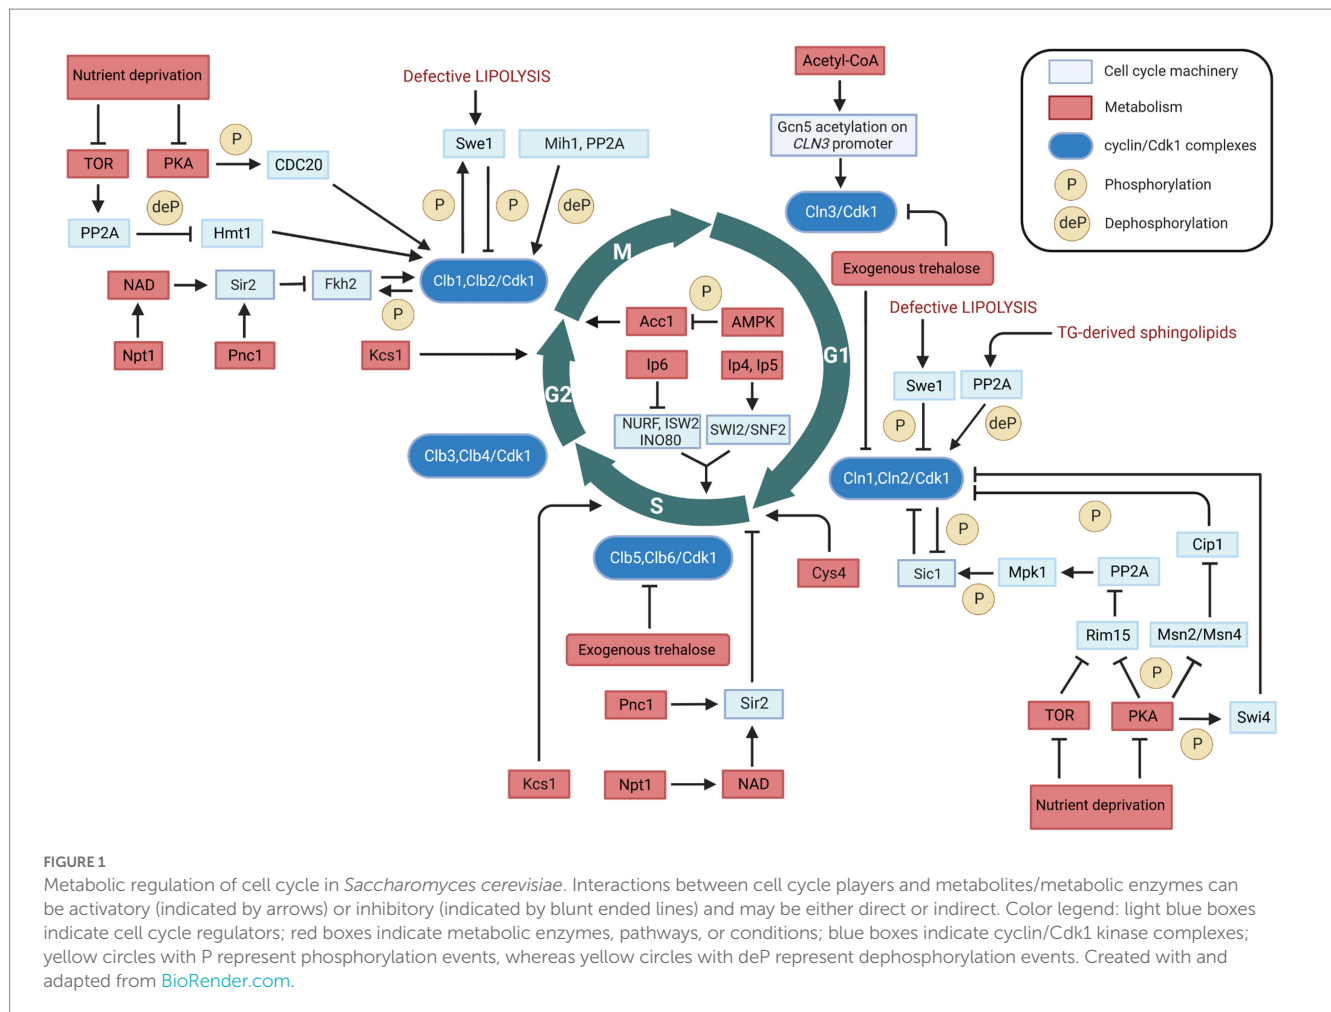 Nutrient deprivation
TOR
PKA
P
CDC20
PP2A
deP
Hmt1
NAD
Sir2
Fkh2
P
Npt1
Pnc1
Kcs1
Defective LIPOLYSIS
Swe1
Mih1, PP2A
P
P
deP
Clb1,Clb2/Cdk1
Acetyl-CoA
Gcn5 acetylation on
CLN3 promoter
Cln3/Cdk1
Exogenous trehalose
Cell cycle machinery
Metabolism
cyclin/Cdk1 complexes
P
Phosphorylation
deP
Dephosphorylation
M
G1
S
G2
P
Acc1
AMPK
Ip6
Ip4, Ip5
NURF, ISW2
INO80
SWI2/SNF2
Clb3,Clb4/Cdk1
Clb5,Clb6/Cdk1
Exogenous trehalose
Cys4
Pnc1
Sir2
Kcs1
Npt1
NAD
Defective LIPOLYSIS
TG-derived sphingolipids
Swe1
PP2A
P
deP
Cln1,Cln2/Cdk1
P
P
Cip1
Sic1
Mpk1
PP2A
P
Rim15
Msn2/Msn4
P
TOR
PKA
Swi4
P
Nutrient deprivation
FIGURE 1
Metabolic regulation of cell cycle in Saccharomyces cerevisiae. Interactions between cell cycle players and metabolites/metabolic enzymes can
be activatory (indicated by arrows) or inhibitory (indicated by blunt ended lines) and may be either direct or indirect. Color legend: light blue boxes
indicate cell cycle regulators; red boxes indicate metabolic enzymes, pathways, or conditions; blue boxes indicate cyclin/Cdk1 kinase complexes;
yellow circles with P represent phosphorylation events, whereas yellow circles with deP represent dephosphorylation events. Created with and
adapted from BioRender.com.